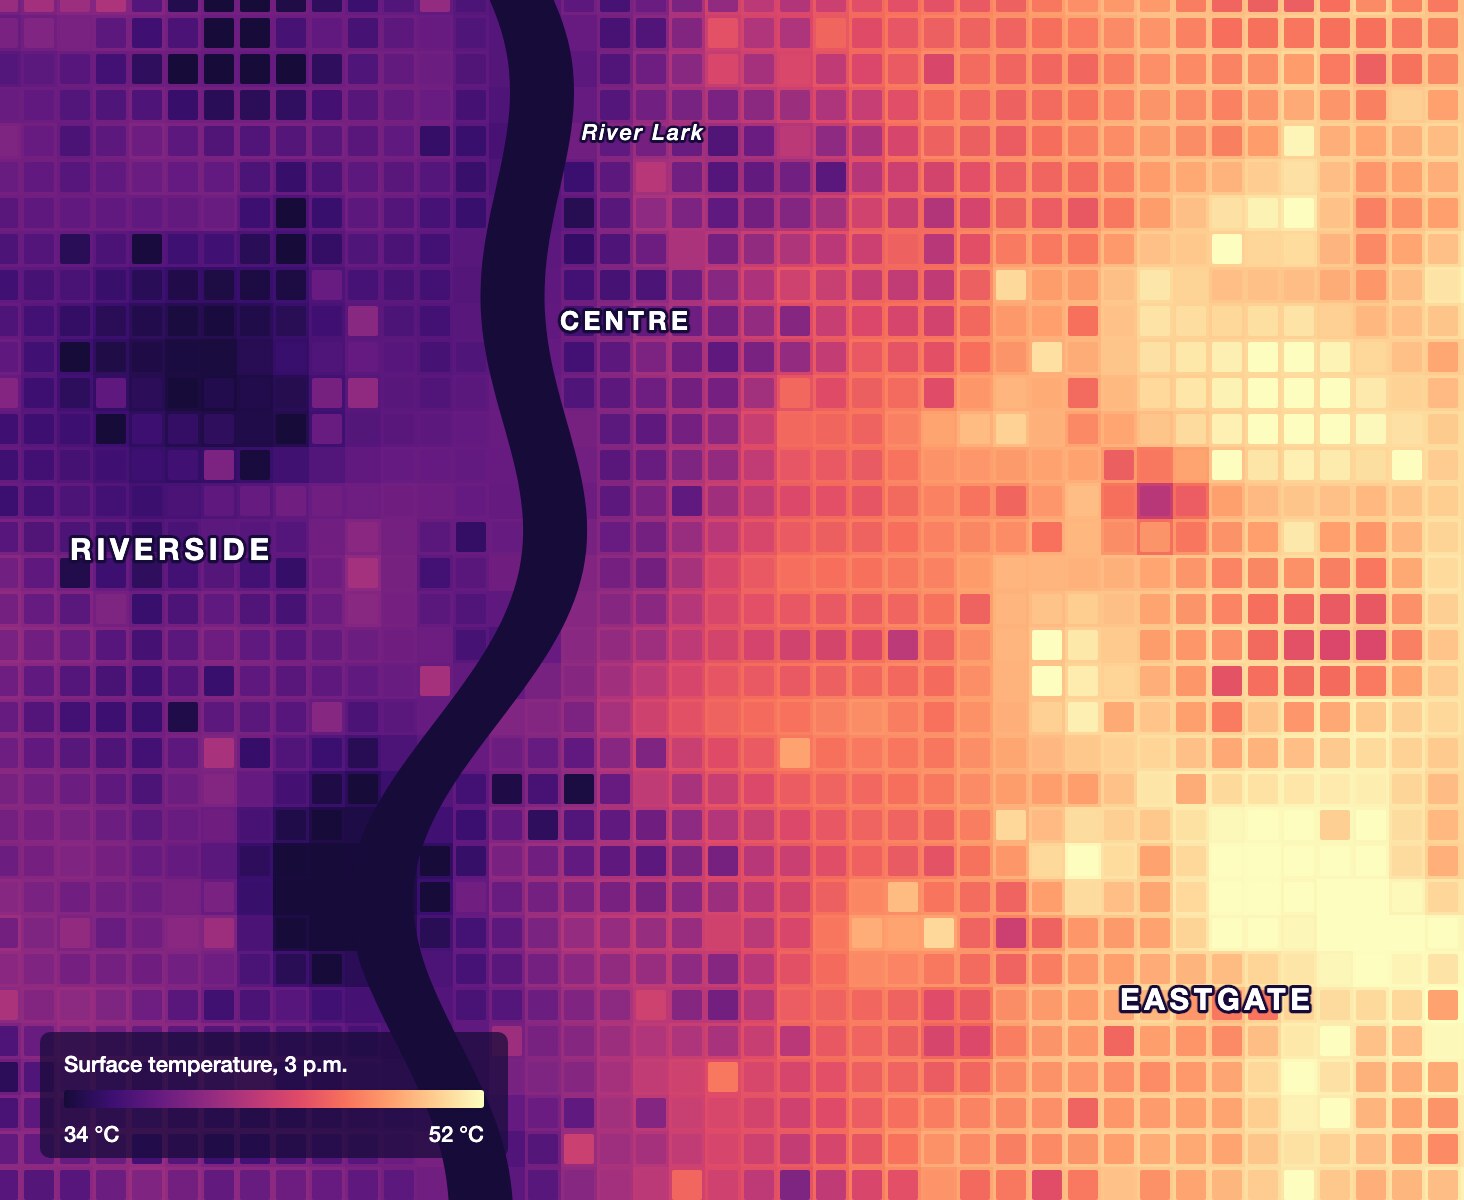 River Lark
CENTRE
RIVERSIDE
EASTGATE
Surface temperature, 3 p.m.
34 °C
52 °C